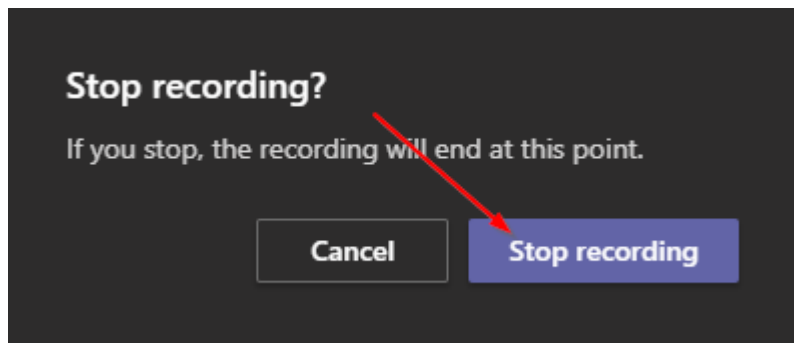 Stop recording?
If you stop, the recording will end at this point.
Cancel
Stop recording